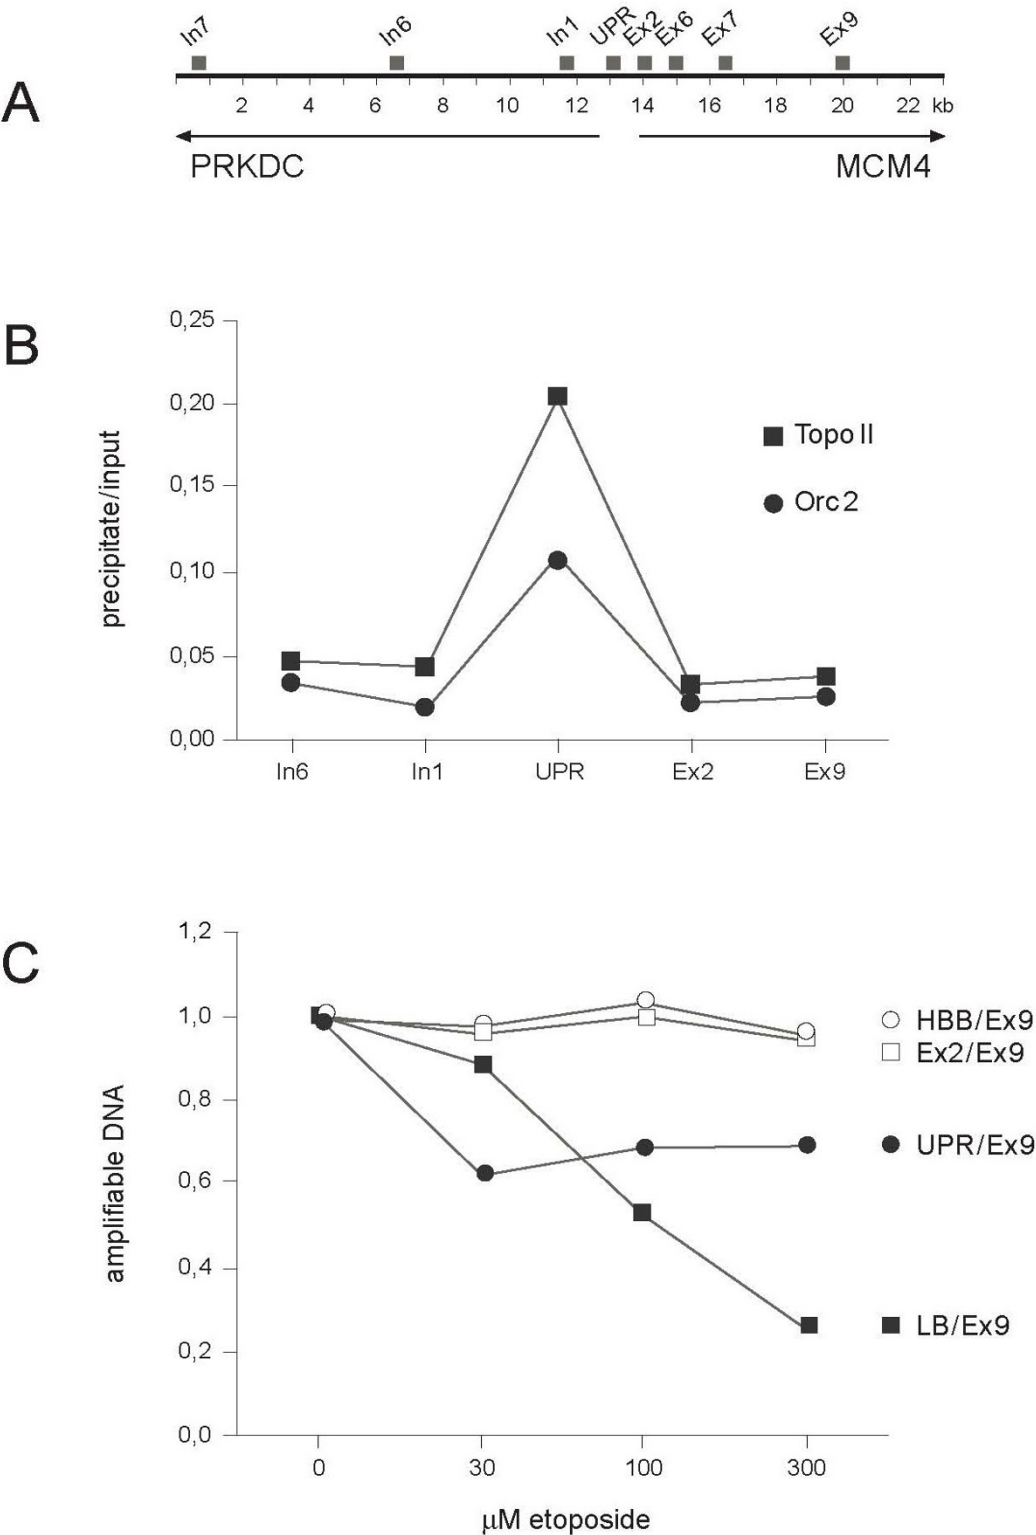 A
In7 In6 In1 UPR Ex2 Ex6 Ex7 Ex9
2 4 6 8 10 12 14 16 18 20 22 kb
PRKDC MCM4
B
precipitate/input
0,25
0,20
0,15
0,10
0,05
0,00
In6 In1 UPR Ex2 Ex9
Topo II
Orc 2
C
amplifiable DNA
1,2
1,0
0,8
0,6
0,4
0,2
0,0
0 30 100 300
µM etoposide
HBB/Ex9
Ex2/Ex9
UPR/Ex9
LB/Ex9